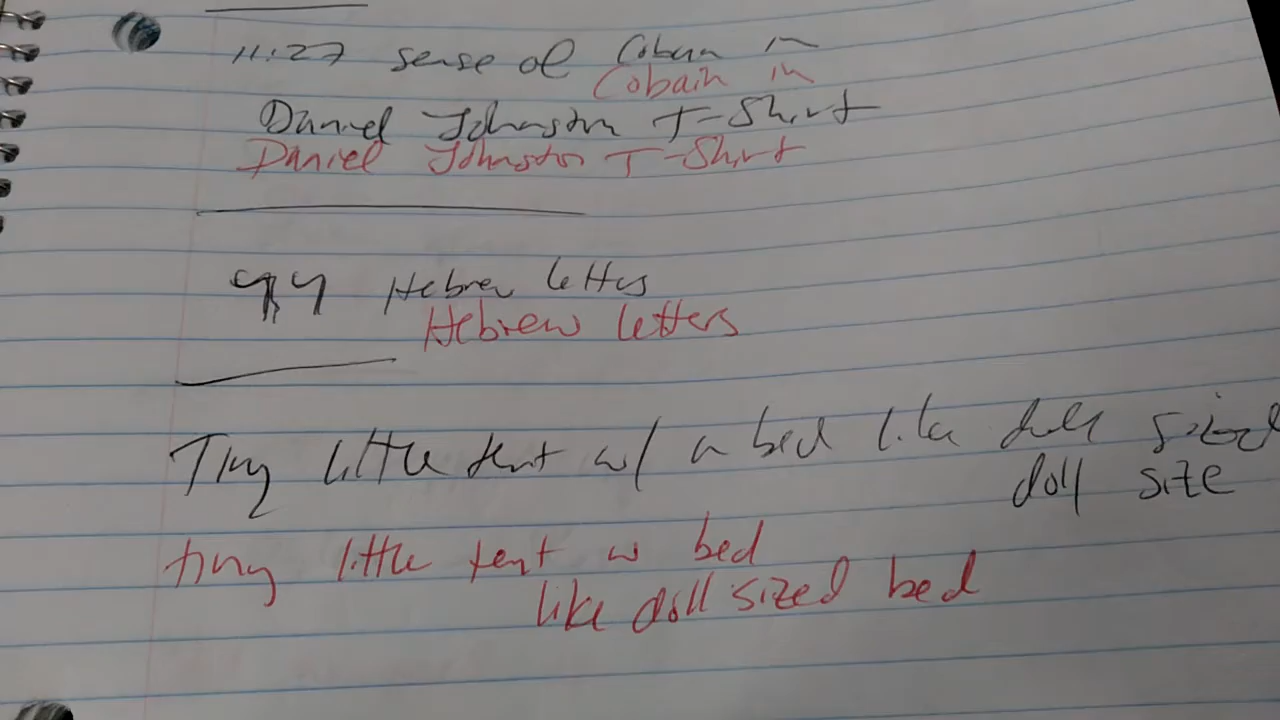 11:27 sense of Cobain in
Cobain in
Daniel Johnston T-Shirt
Daniel Johnston T-Shirt
Hebrew letters
Hebrew letters
Tiny little tent w/ a bed like doll sized
doll size
tiny little tent w bed
like doll sized bed